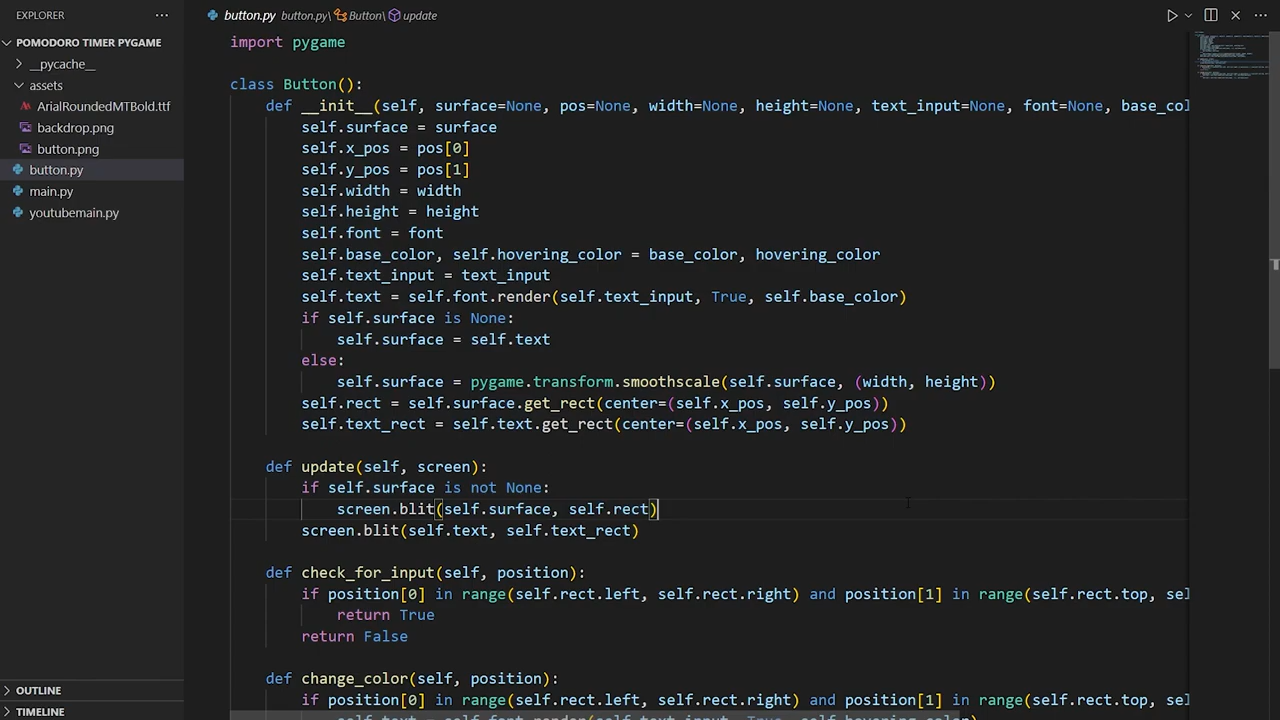 EXPLORER
POMODORO TIMER PYGAME
__pycache__
assets
ArialRoundedMTBold.ttf
backdrop.png
button.png
button.py
main.py
youtubemain.py
OUTLINE
TIMELINE
button.py button.py\ Button\ update
import pygame
class Button():
def __init__(self, surface=None, pos=None, width=None, height=None, text_input=None, font=None, base_col
self.surface = surface
self.x_pos = pos[0]
self.y_pos = pos[1]
self.width = width
self.height = height
self.font = font
self.base_color, self.hovering_color = base_color, hovering_color
self.text_input = text_input
self.text = self.font.render(self.text_input, True, self.base_color)
if self.surface is None:
self.surface = self.text
else:
self.surface = pygame.transform.smoothscale(self.surface, (width, height))
self.rect = self.surface.get_rect(center=(self.x_pos, self.y_pos))
self.text_rect = self.text.get_rect(center=(self.x_pos, self.y_pos))
def update(self, screen):
if self.surface is not None:
screen.blit(self.surface, self.rect)
screen.blit(self.text, self.text_rect)
def check_for_input(self, position):
if position[0] in range(self.rect.left, self.rect.right) and position[1] in range(self.rect.top, sel
return True
return False
def change_color(self, position):
if position[0] in range(self.rect.left, self.rect.right) and position[1] in range(self.rect.top, sel
self.text = self.font.render(self.text_input, True, self.hovering_color)